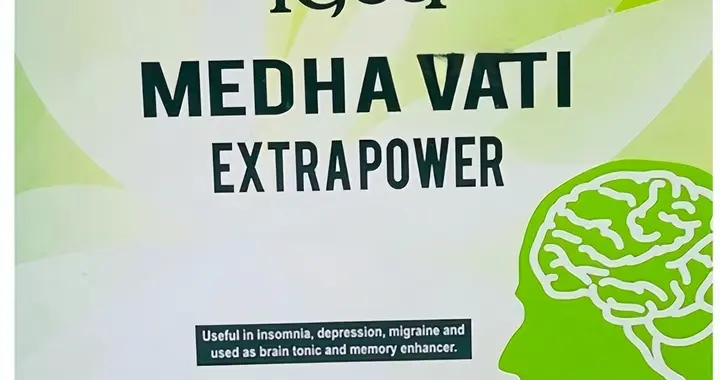 MEDHA VATI
EXTRAPOWER
Useful in insomnia, depression, migraine and
used as brain tonic and memory enhancer.